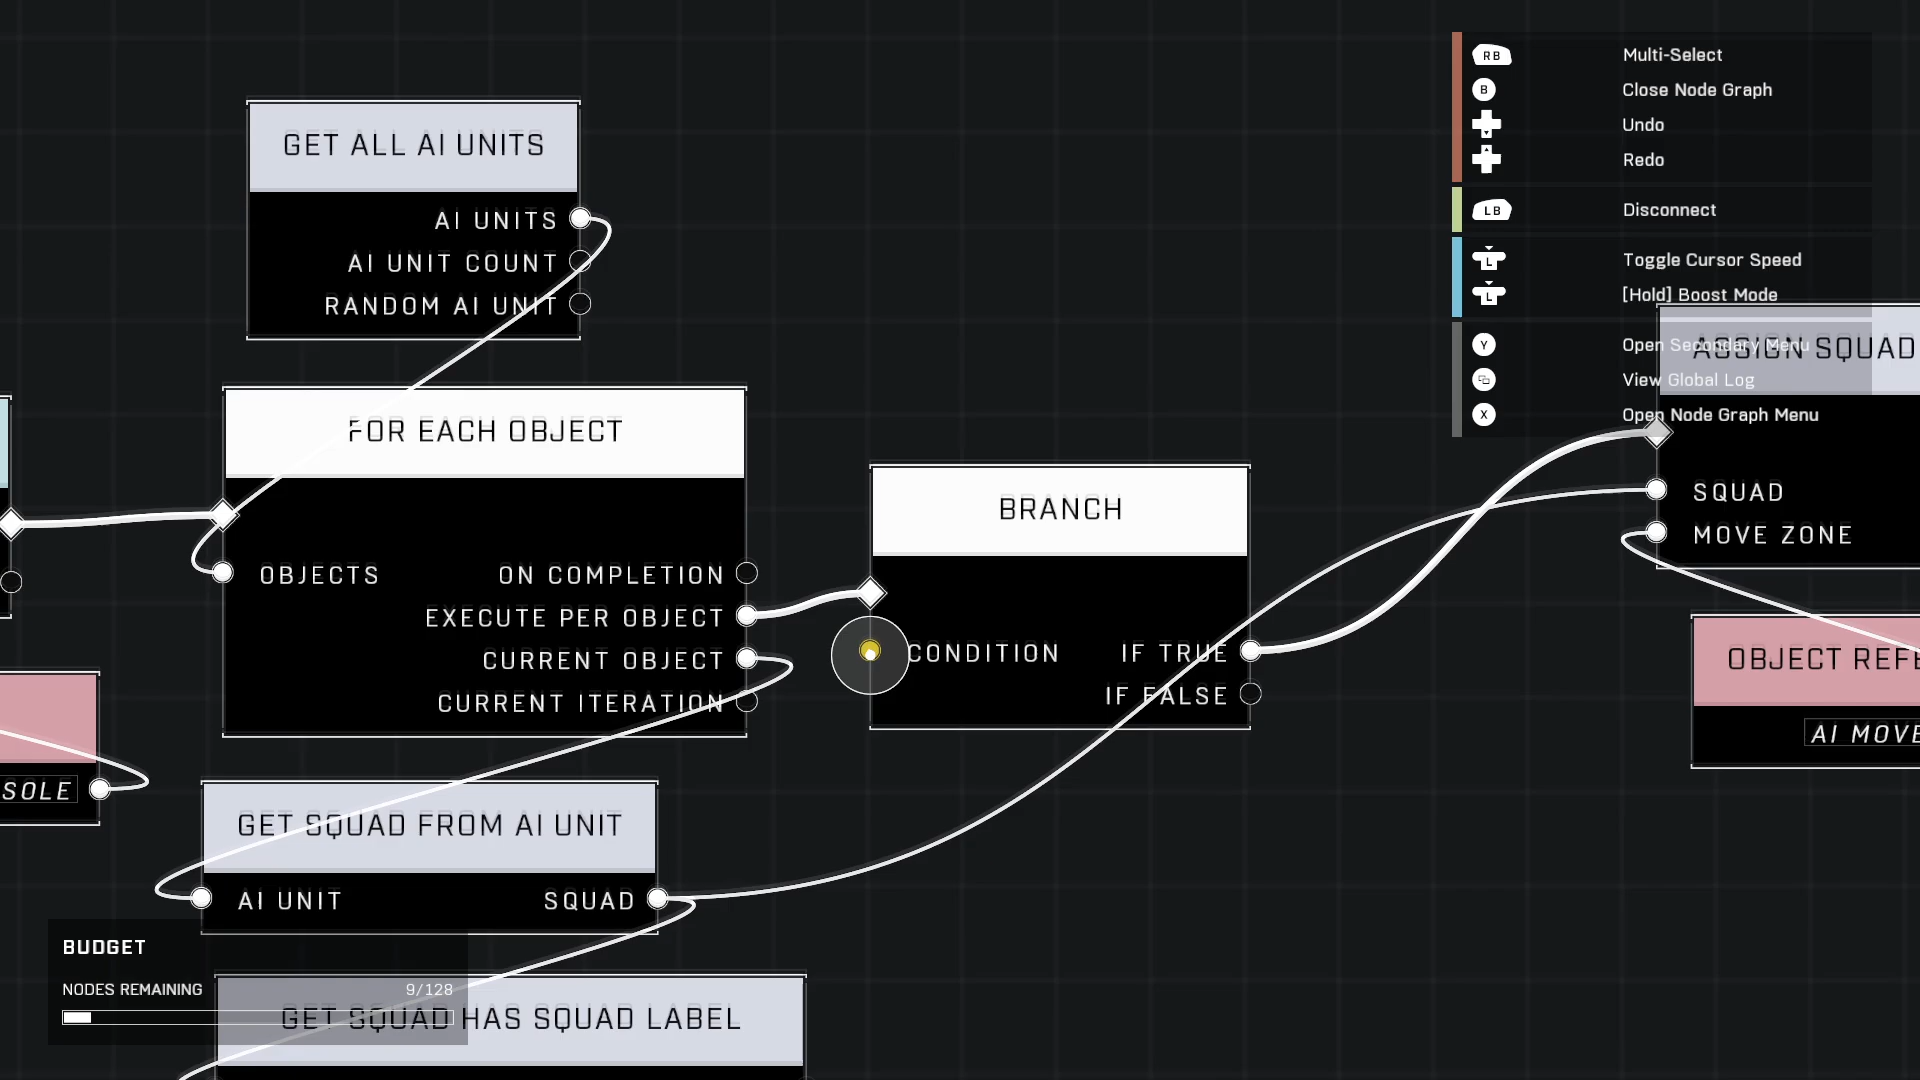 RB Multi-Select
B Close Node Graph
Undo
Redo
LB Disconnect
L Toggle Cursor Speed
L [Hold] Boost Mode
Y Open Secondary Menu
View Global Log
X Open Node Graph Menu
GET ALL AI UNITS
AI UNITS
AI UNIT COUNT
RANDOM AI UNIT
FOR EACH OBJECT
OBJECTS ON COMPLETION
EXECUTE PER OBJECT
CURRENT OBJECT
CURRENT ITERATION
BRANCH
CONDITION IF TRUE
IF FALSE
ASSIGN SQUAD
SQUAD
MOVE ZONE
OBJECT REFE
AI MOVE
SOLE
GET SQUAD FROM AI UNIT
AI UNIT SQUAD
GET SQUAD HAS SQUAD LABEL
BUDGET
NODES REMAINING 9/128